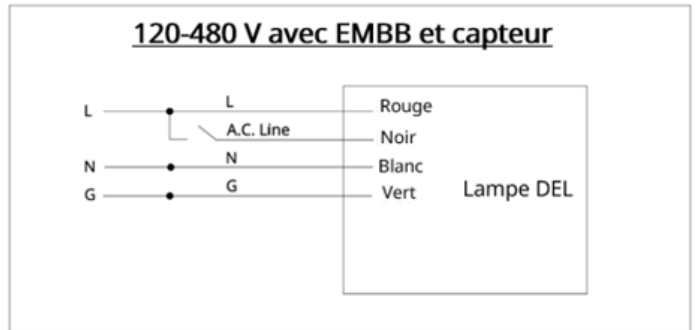 120-480 V avec EMBB et capteur
L L Rouge
A.C. Line Noir
N N Blanc
G G Vert
Lampe DEL